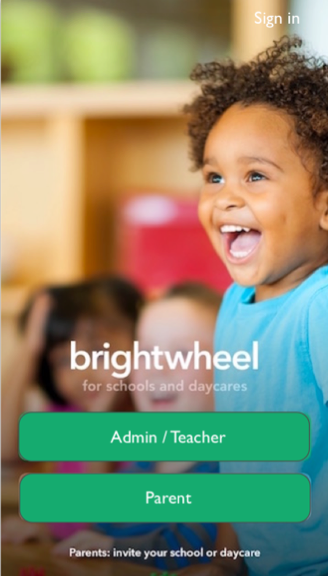 Sign in
brightwheel
for schools and daycares
Admin / Teacher
Parent
Parents: invite your school or daycare